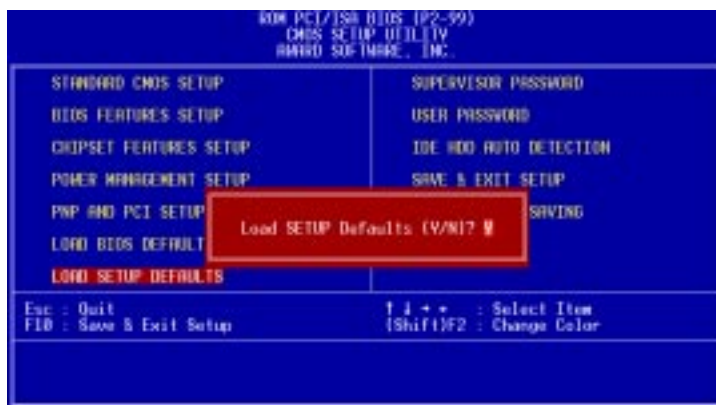 ROM PCI/ISA BIOS (P2-99)
CMOS SETUP UTILITY
AWARD SOFTWARE, INC.
STANDARD CMOS SETUP
BIOS FEATURES SETUP
CHIPSET FEATURES SETUP
POWER MANAGEMENT SETUP
PNP AND PCI SETUP
LOAD BIOS DEFAULT
LOAD SETUP DEFAULTS
SUPERVISOR PASSWORD
USER PASSWORD
IDE HDD AUTO DETECTION
SAVE & EXIT SETUP
SAVING
Load SETUP Defaults (Y/N)?
Esc : Quit
F10 : Save & Exit Setup
↑ ↓ → ← : Select Item
(Shift)F2 : Change Color